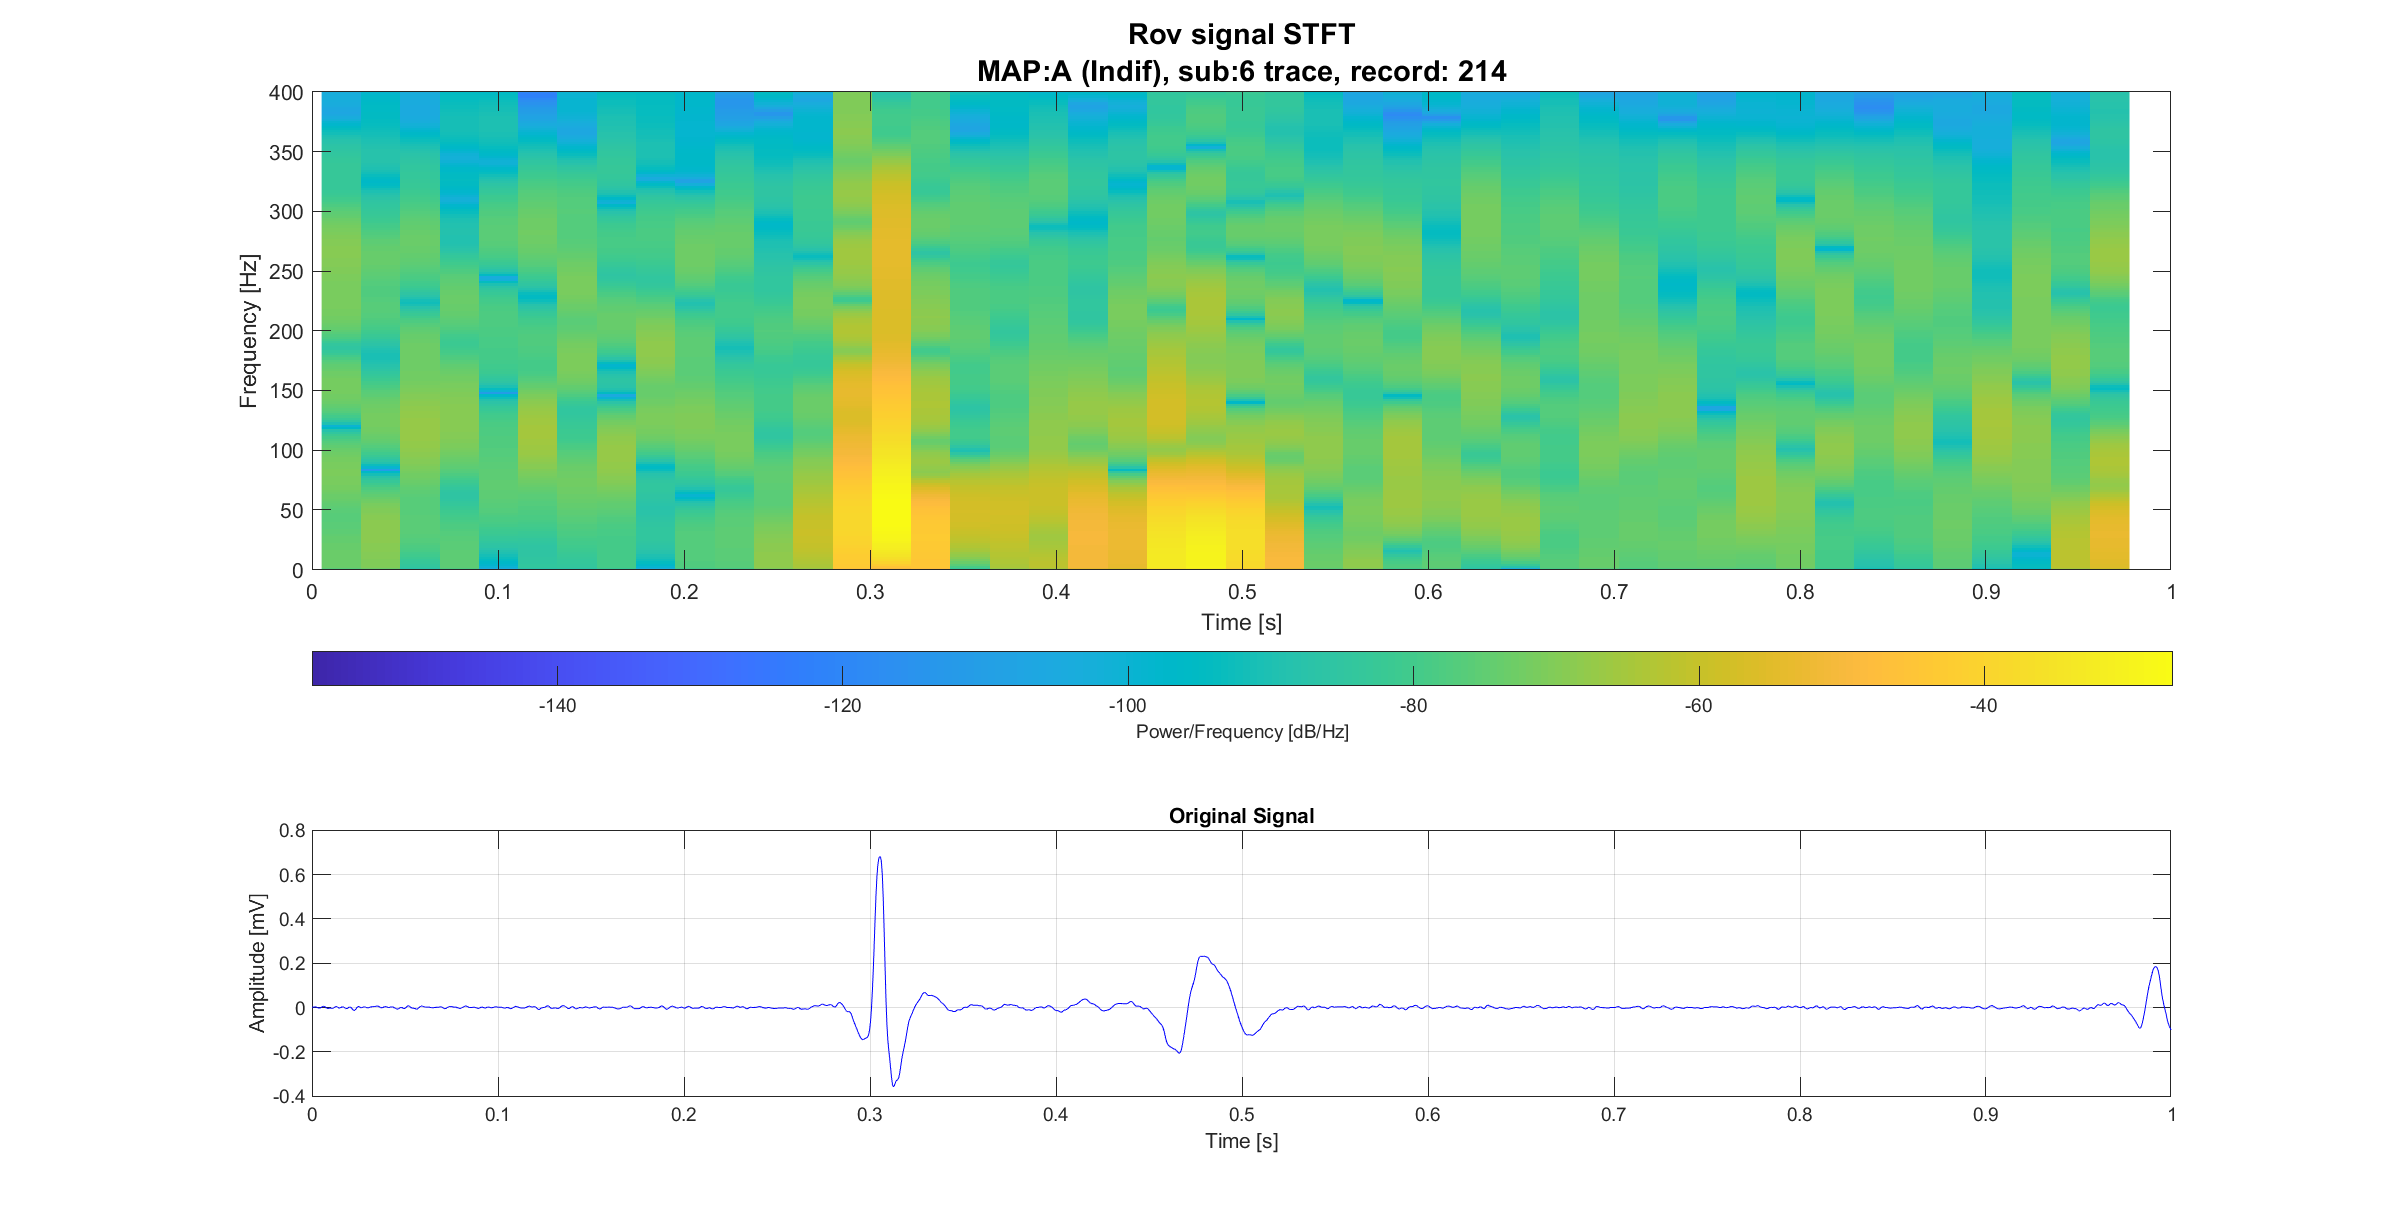 Rov signal STFT
MAP:A (Indif), sub:6 trace, record: 214
400
350
300
250
200
150
100
50
0
Frequency [Hz]
0 0.1 0.2 0.3 0.4 0.5 0.6 0.7 0.8 0.9 1
Time [s]
-140 -120 -100 -80 -60 -40
Power/Frequency [dB/Hz]
Original Signal
0.8
0.6
0.4
0.2
0
-0.2
-0.4
Amplitude [mV]
0 0.1 0.2 0.3 0.4 0.5 0.6 0.7 0.8 0.9 1
Time [s]